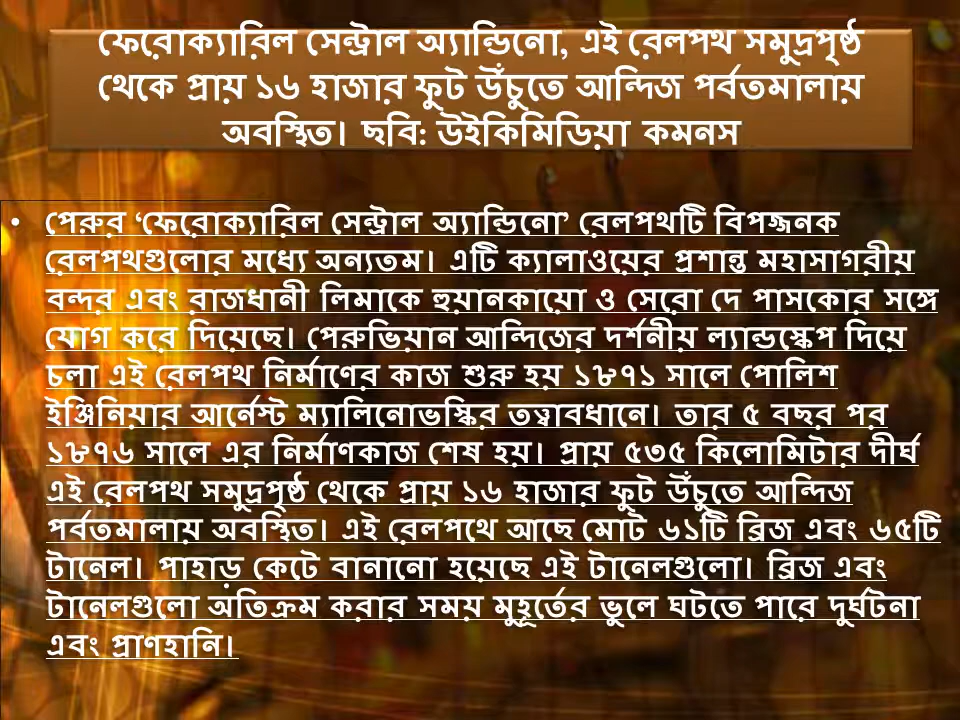 ফেরোক্যারিল সেন্ট্রাল অ্যান্ডিনো, এই রেলপথ সমুদ্রপৃষ্ঠ
থেকে প্রায় ১৬ হাজার ফুট উঁচুতে আন্দিজ পর্বতমালায়
অবস্থিত। ছবি: উইকিমিডিয়া কমনস
• পেরুর ‘ফেরোক্যারিল সেন্ট্রাল অ্যান্ডিনো’ রেলপথটি বিপজ্জনক
রেলপথগুলোর মধ্যে অন্যতম। এটি ক্যালাওয়ের প্রশান্ত মহাসাগরীয়
বন্দর এবং রাজধানী লিমাকে হুয়ানকায়ো ও সেরো দে পাসকোর সঙ্গে
যোগ করে দিয়েছে। পেরুভিয়ান আন্দিজের দর্শনীয় ল্যান্ডস্কেপ দিয়ে
চলা এই রেলপথ নির্মাণের কাজ শুরু হয় ১৮৭১ সালে পোলিশ
ইঞ্জিনিয়ার আর্নেস্ট ম্যালিনোভস্কির তত্ত্বাবধানে। তার ৫ বছর পর
১৮৭৬ সালে এর নির্মাণকাজ শেষ হয়। প্রায় ৫৩৫ কিলোমিটার দীর্ঘ
এই রেলপথ সমুদ্রপৃষ্ঠ থেকে প্রায় ১৬ হাজার ফুট উঁচুতে আন্দিজ
পর্বতমালায় অবস্থিত। এই রেলপথে আছে মোট ৬১টি ব্রিজ এবং ৬৫টি
টানেল। পাহাড় কেটে বানানো হয়েছে এই টানেলগুলো। ব্রিজ এবং
টানেলগুলো অতিক্রম করার সময় মুহূর্তের ভুলে ঘটতে পারে দুর্ঘটনা
এবং প্রাণহানি।